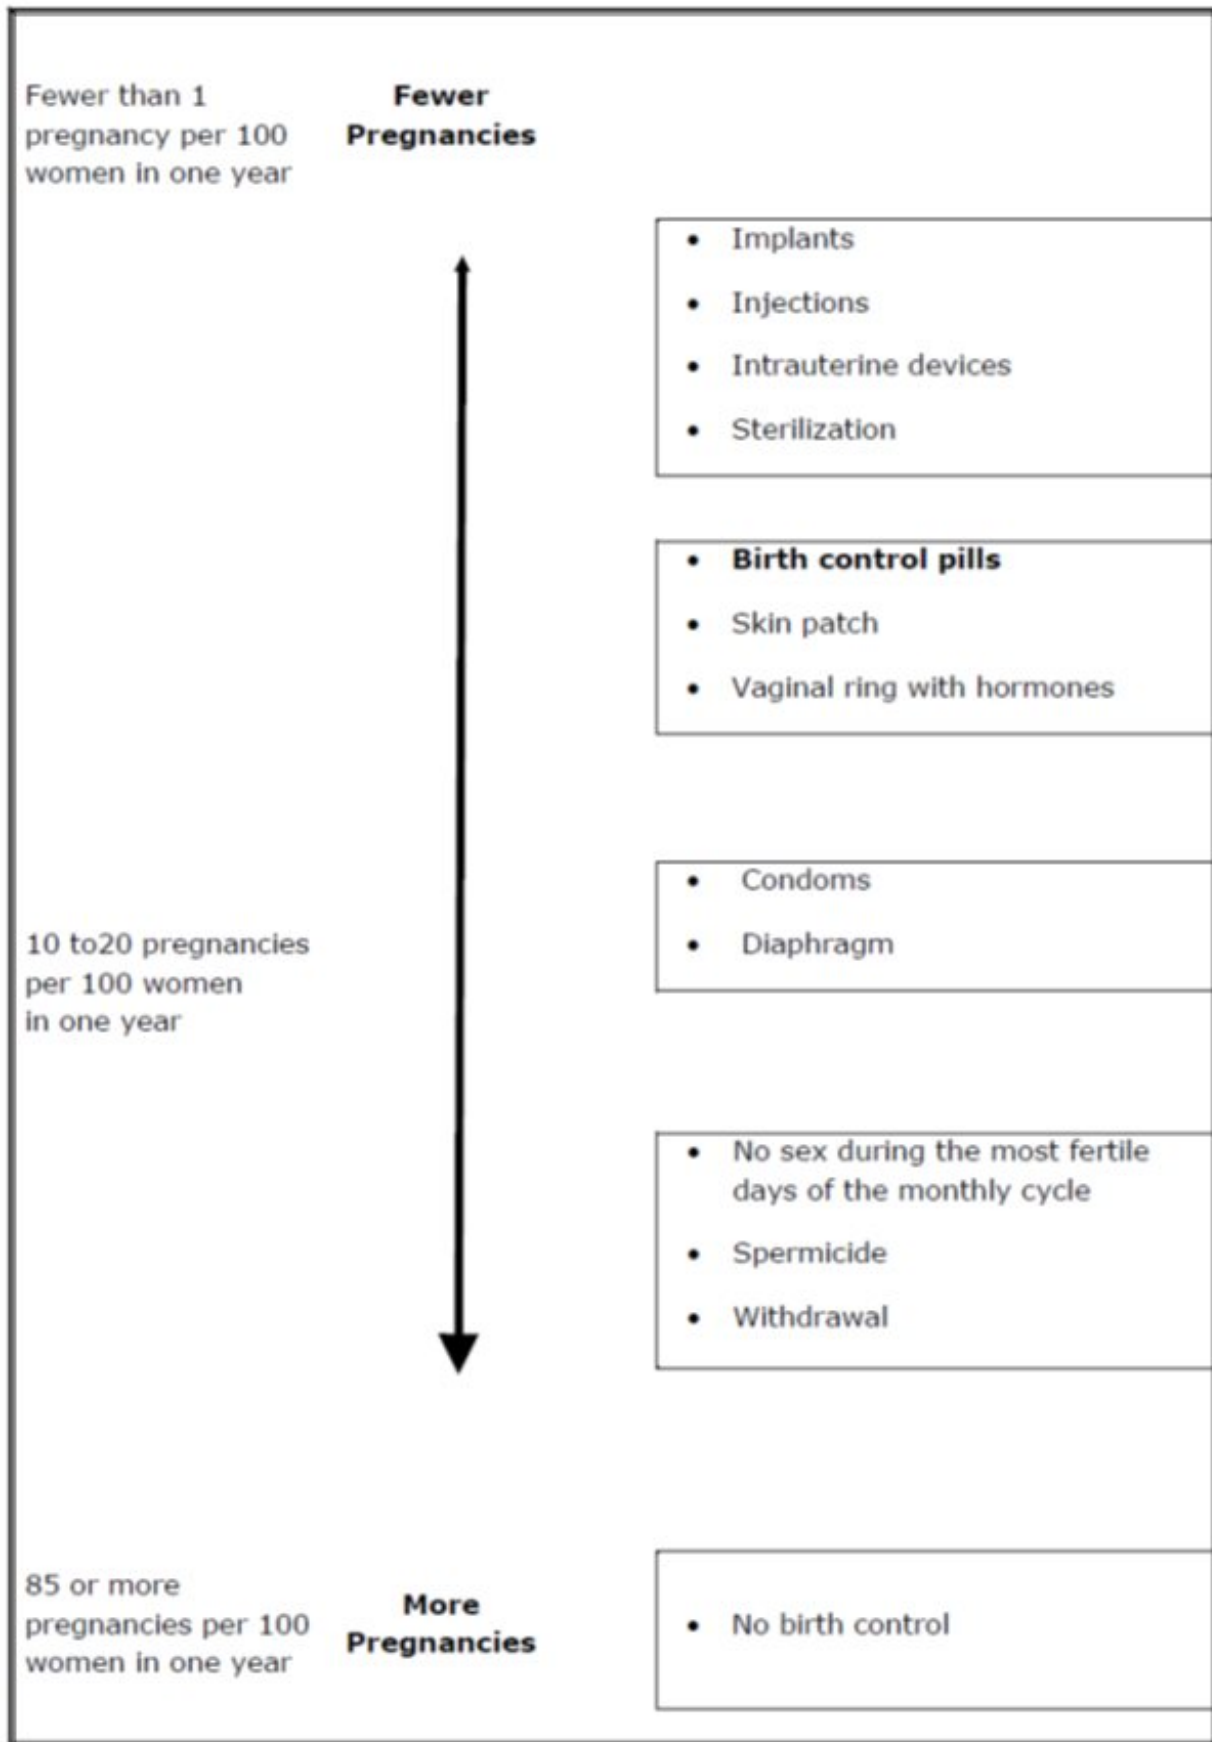 Fewer than 1
pregnancy per 100
women in one year
Fewer
Pregnancies
• Implants
• Injections
• Intrauterine devices
• Sterilization
• Birth control pills
• Skin patch
• Vaginal ring with hormones
• Condoms
• Diaphragm
10 to20 pregnancies
per 100 women
in one year
• No sex during the most fertile
days of the monthly cycle
• Spermicide
• Withdrawal
85 or more
pregnancies per 100
women in one year
More
Pregnancies
• No birth control